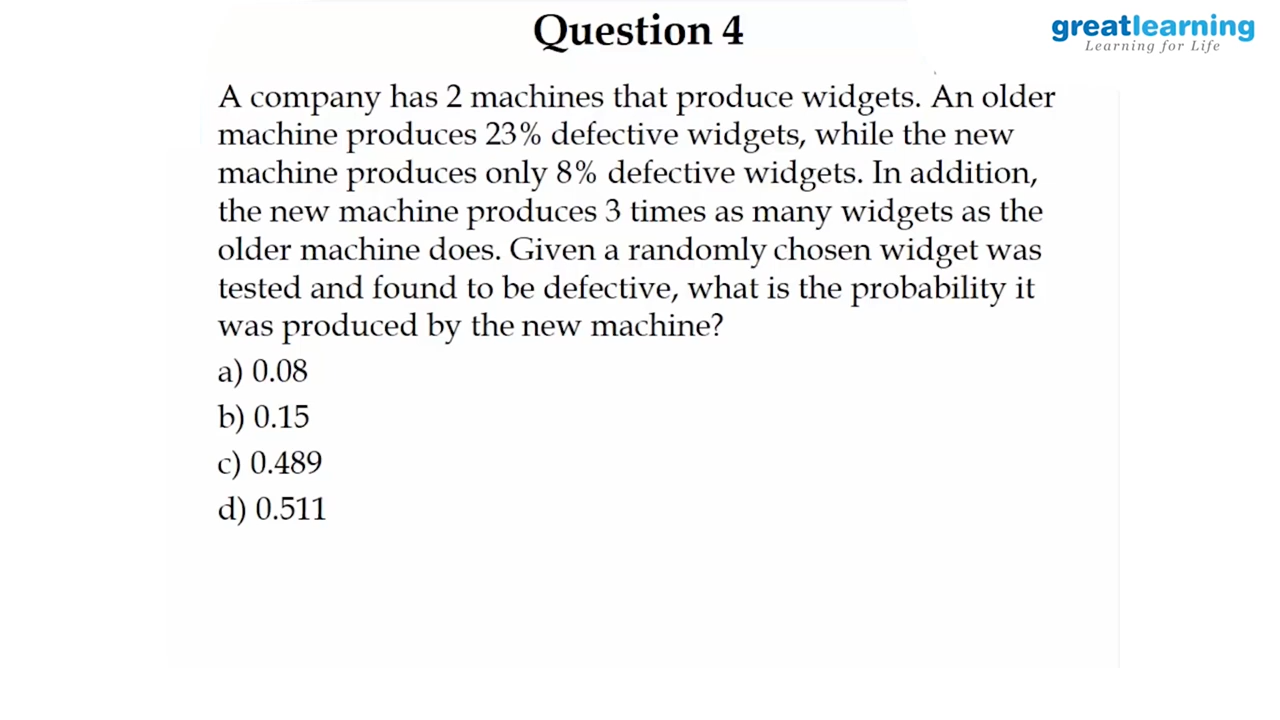 Question 4
greatlearning
Learning for Life
A company has 2 machines that produce widgets. An older
machine produces 23% defective widgets, while the new
machine produces only 8% defective widgets. In addition,
the new machine produces 3 times as many widgets as the
older machine does. Given a randomly chosen widget was
tested and found to be defective, what is the probability it
was produced by the new machine?
a) 0.08
b) 0.15
c) 0.489
d) 0.511